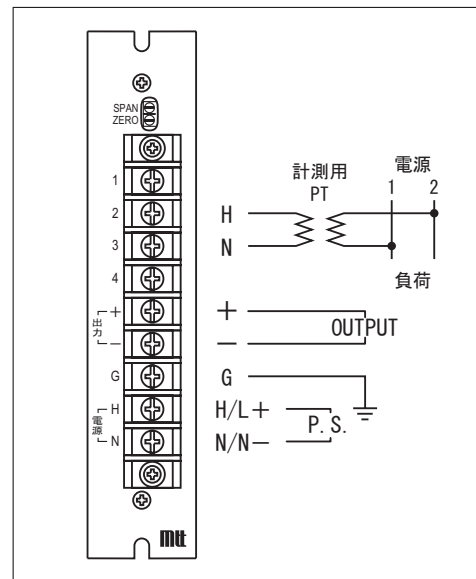 SPAN
ZERO
1
2
3
4
+
出力
−
G
H
電源
N
mtt
計測用
PT
電源
1 2
H
N
負荷
+
OUTPUT
−
G
H/L+
P. S.
N/N−